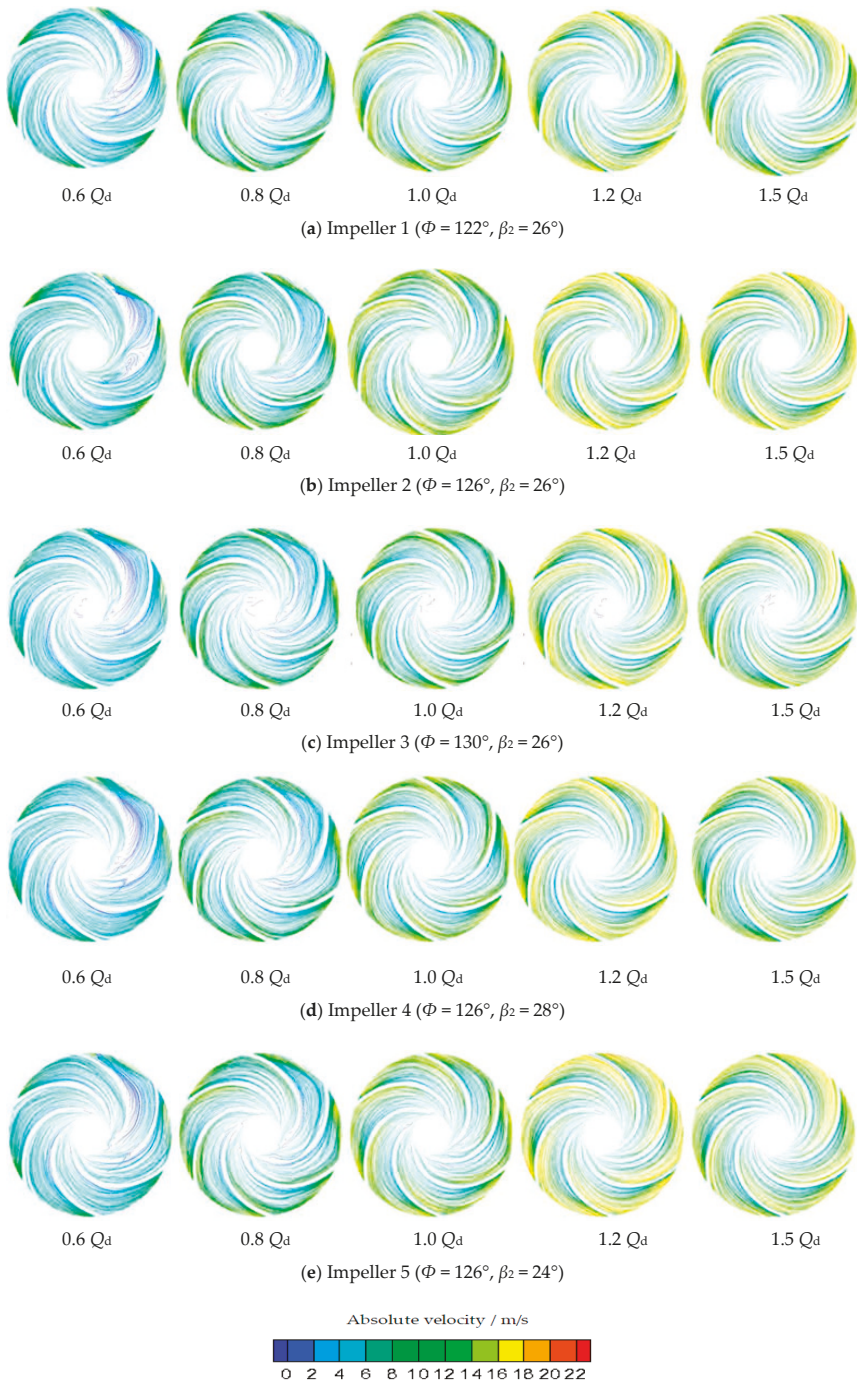 0.6 Qd 0.8 Qd 1.0 Qd 1.2 Qd 1.5 Qd
(a) Impeller 1 (Φ = 122°, β2 = 26°)
0.6 Qd 0.8 Qd 1.0 Qd 1.2 Qd 1.5 Qd
(b) Impeller 2 (Φ = 126°, β2 = 26°)
0.6 Qd 0.8 Qd 1.0 Qd 1.2 Qd 1.5 Qd
(c) Impeller 3 (Φ = 130°, β2 = 26°)
0.6 Qd 0.8 Qd 1.0 Qd 1.2 Qd 1.5 Qd
(d) Impeller 4 (Φ = 126°, β2 = 28°)
0.6 Qd 0.8 Qd 1.0 Qd 1.2 Qd 1.5 Qd
(e) Impeller 5 (Φ = 126°, β2 = 24°)
Absolute velocity / m/s
0 2 4 6 8 10 12 14 16 18 20 22